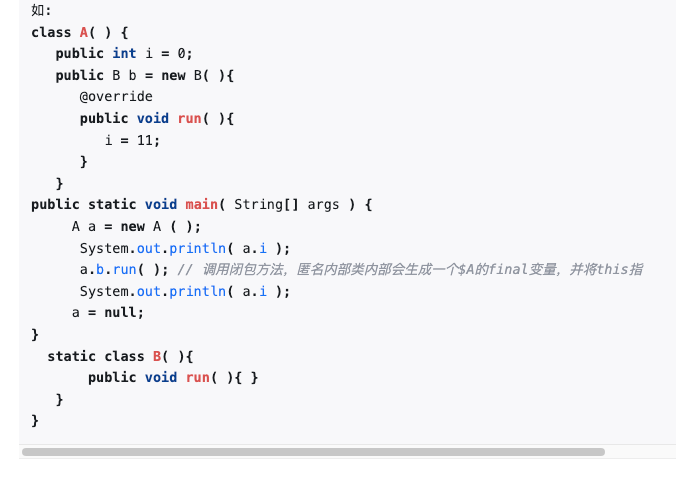 如:
class A( ) {
   public int i = 0;
   public B b = new B( ){
      @override
      public void run( ){
         i = 11;
      }
   }
public static void main( String[] args ) {
     A a = new A ( );
      System.out.println( a.i );
      a.b.run( ); // 调用闭包方法，匿名内部类内部会生成一个$A的final变量，并将this指
      System.out.println( a.i );
     a = null;
}
  static class B( ){
       public void run( ){ }
   }
}